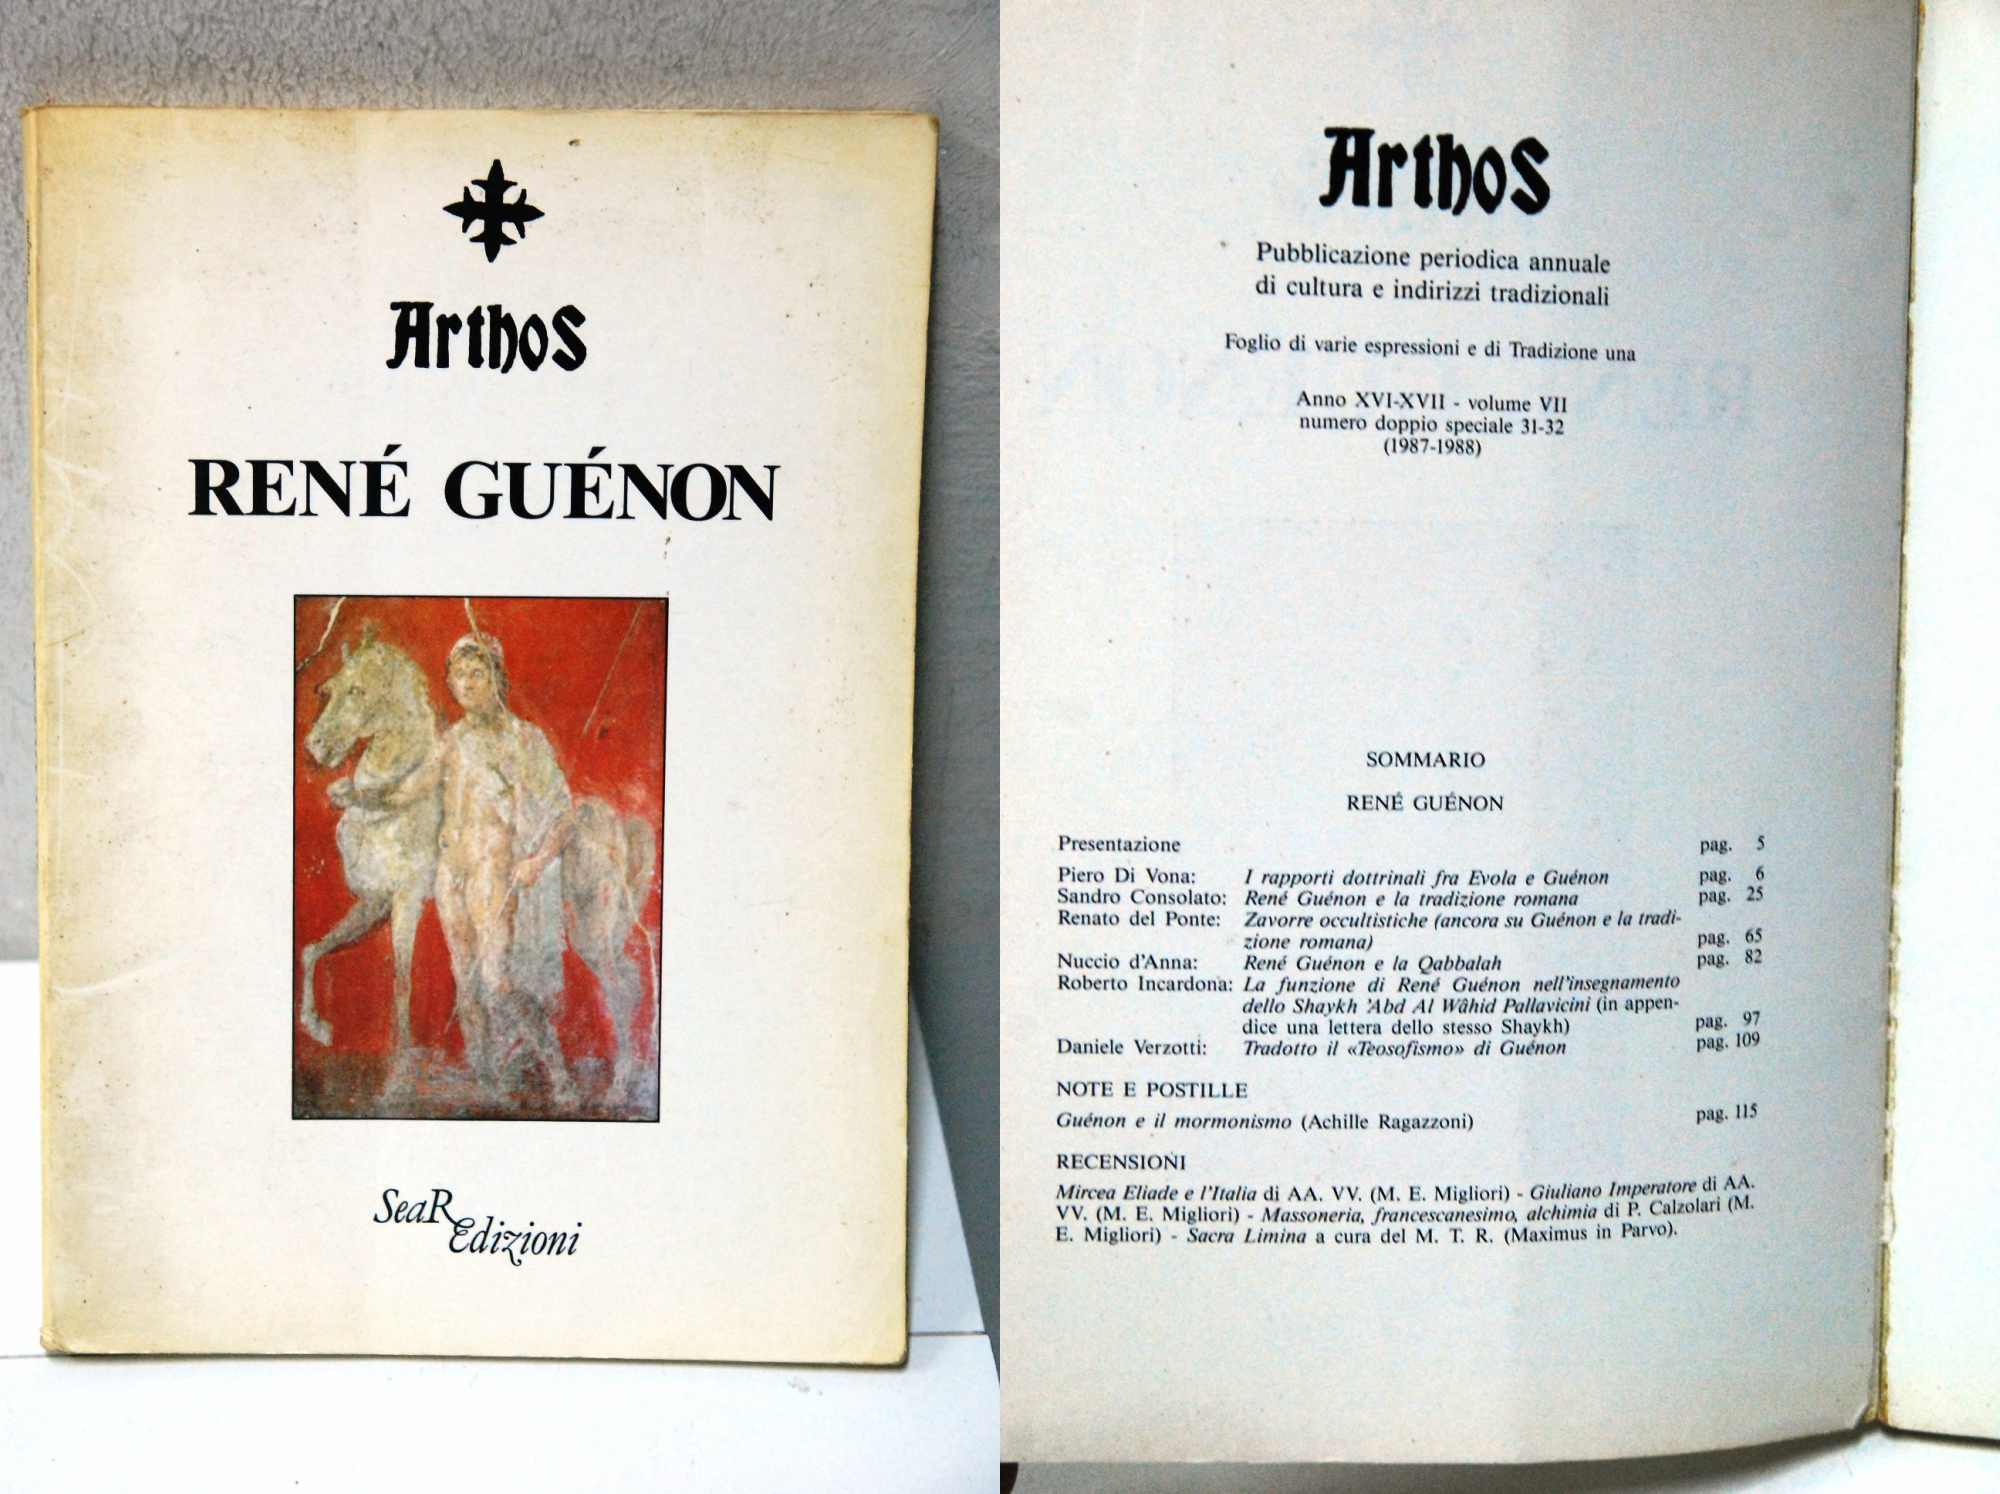 Arthos
RENÉ GUÉNON
SeaR
Edizioni
Arthos
Pubblicazione periodica annuale
di cultura e indirizzi tradizionali
Foglio di varie espressioni e di Tradizione una
Anno XVI-XVII - volume VII
numero doppio speciale 31-32
(1987-1988)
SOMMARIO
RENÉ GUÉNON
Presentazione pag. 5
Piero Di Vona: I rapporti dottrinali fra Evola e Guénon pag. 6
Sandro Consolato: René Guénon e la tradizione romana pag. 25
Renato del Ponte: Zavorre occultistiche (ancora su Guénon e la tradi-
zione romana) pag. 65
Nuccio d'Anna: René Guénon e la Qabbalah pag. 82
Roberto Incardona: La funzione di René Guénon nell'insegnamento
dello Shaykh 'Abd Al Wâhid Pallavicini (in appen-
dice una lettera dello stesso Shaykh) pag. 97
Daniele Verzotti: Tradotto il «Teosofismo» di Guénon pag. 109
NOTE E POSTILLE
Guénon e il mormonismo (Achille Ragazzoni) pag. 115
RECENSIONI
Mircea Eliade e l'Italia di AA. VV. (M. E. Migliori) - Giuliano Imperatore di AA.
VV. (M. E. Migliori) - Massoneria, francescanesimo, alchimia di P. Calzolari (M.
E. Migliori) - Sacra Limina a cura del M. T. R. (Maximus in Parvo).